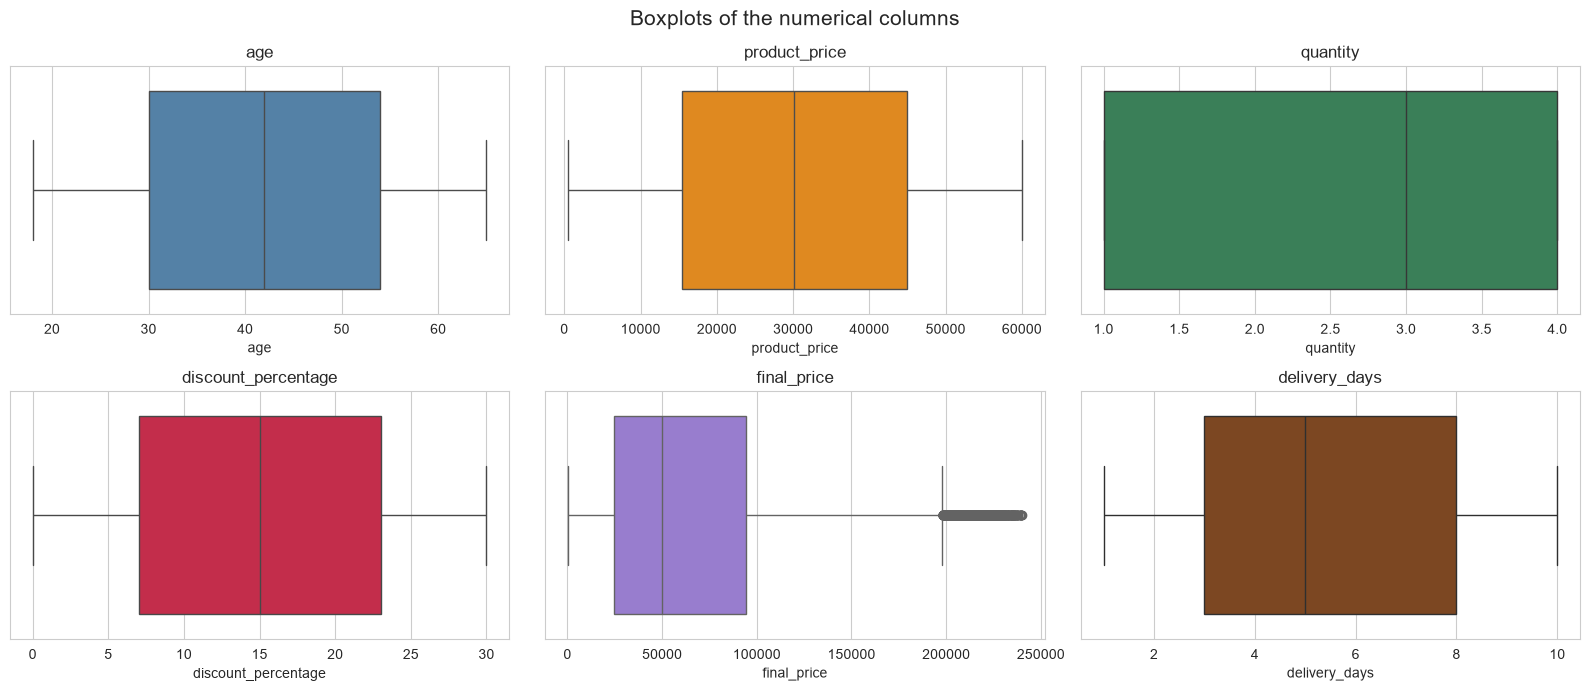 Boxplots of the numerical columns
age product_price quantity
20 30 40 50 60 0 10000 20000 30000 40000 50000 60000 1.0 1.5 2.0 2.5 3.0 3.5 4.0
age product_price quantity
discount_percentage final_price delivery_days
0 5 10 15 20 25 30 0 50000 100000 150000 200000 250000 2 4 6 8 10
discount_percentage final_price delivery_days